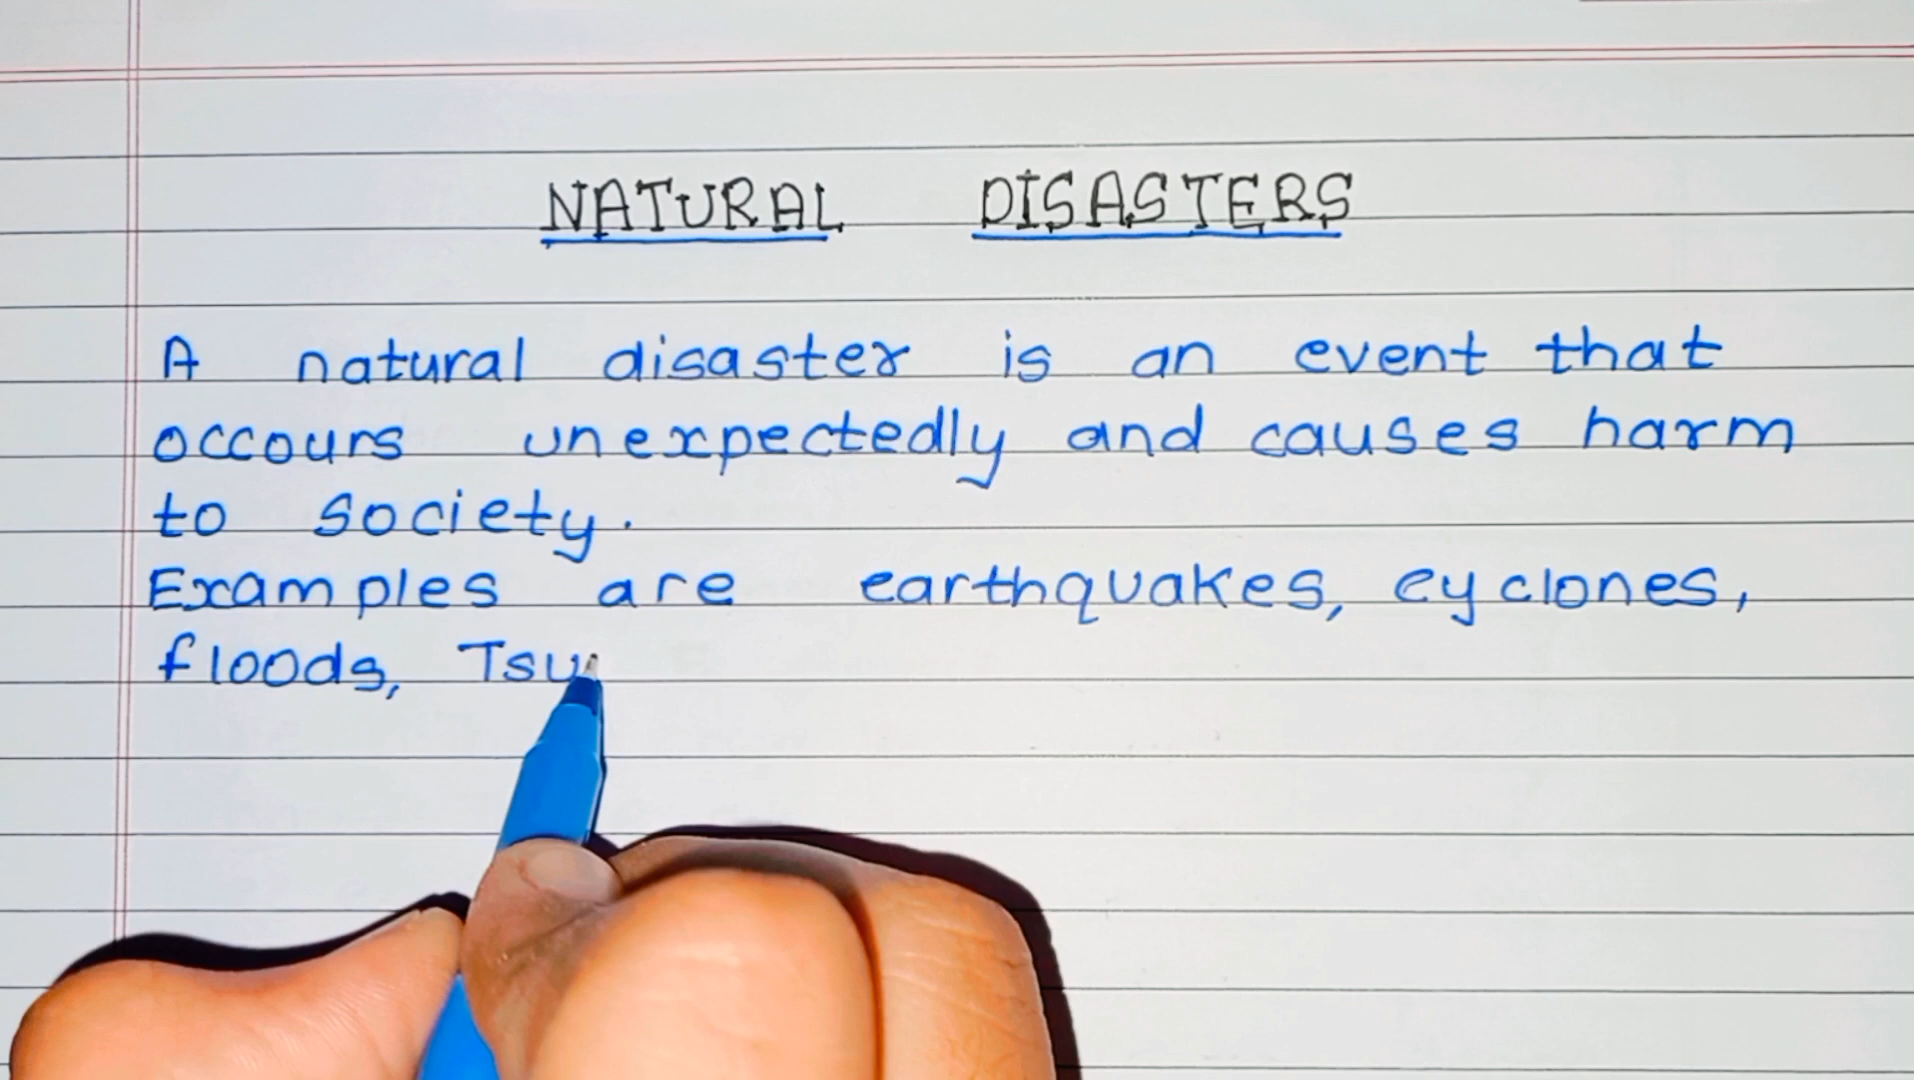 NATURAL DISASTERS
A natural disaster is an event that
occours unexpectedly and causes harm
to society.
Examples are earthquakes, cyclones,
floods, Tsu